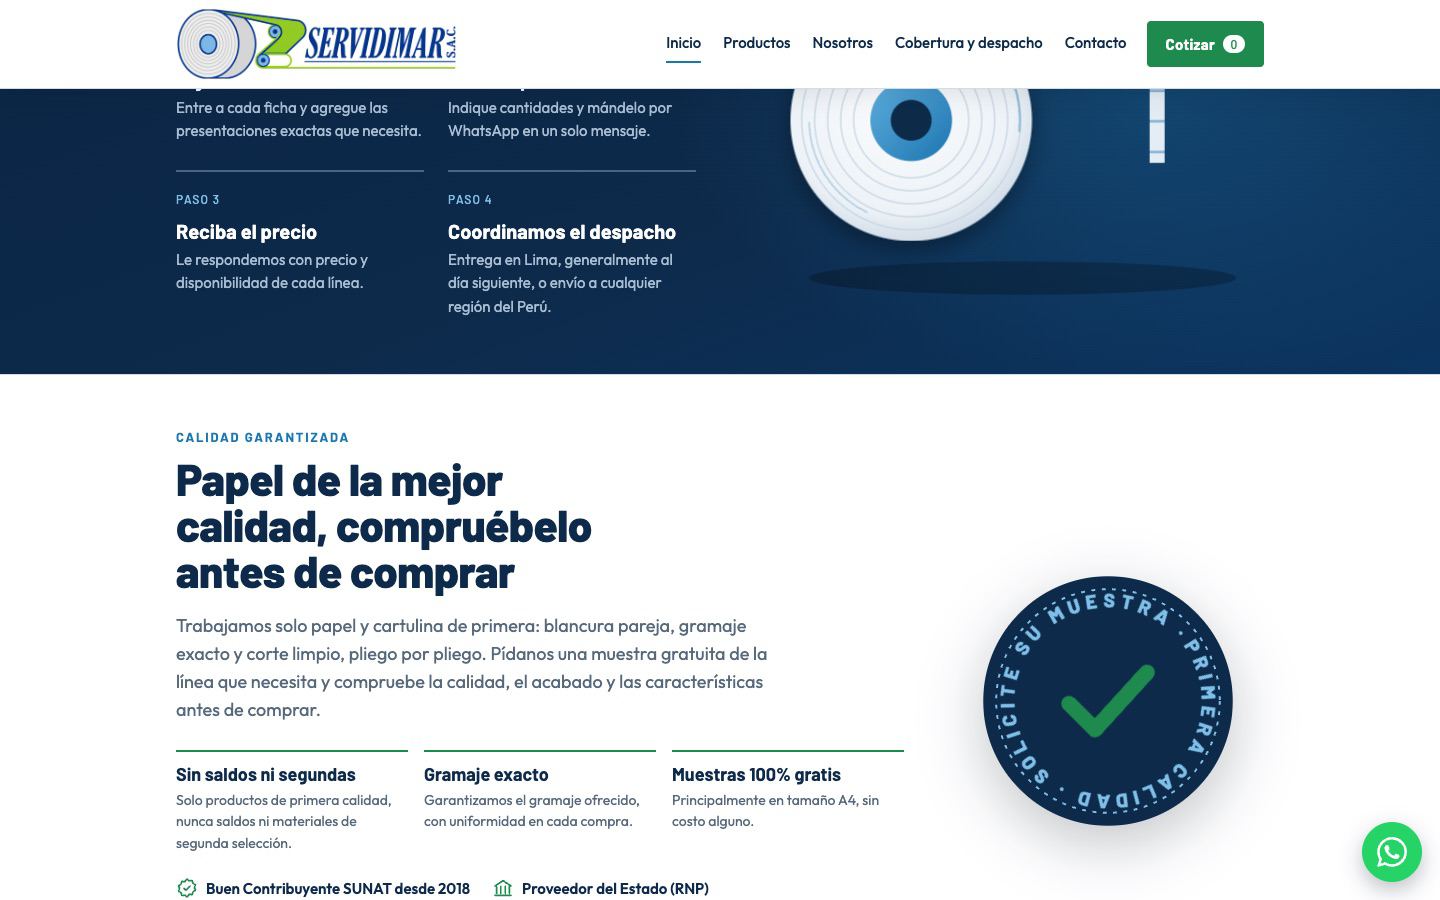 SERVIDIMAR S.A.C.
Inicio
Productos
Nosotros
Cobertura y despacho
Contacto
Cotizar 0
Entre a cada ficha y agregue las
presentaciones exactas que necesita.
Indique cantidades y mándelo por
WhatsApp en un solo mensaje.
PASO 3
Reciba el precio
Le respondemos con precio y
disponibilidad de cada línea.
PASO 4
Coordinamos el despacho
Entrega en Lima, generalmente al
día siguiente, o envío a cualquier
región del Perú.
CALIDAD GARANTIZADA
Papel de la mejor
calidad, compruébelo
antes de comprar
Trabajamos solo papel y cartulina de primera: blancura pareja, gramaje
exacto y corte limpio, pliego por pliego. Pídanos una muestra gratuita de la
línea que necesita y compruebe la calidad, el acabado y las características
antes de comprar.
Sin saldos ni segundas
Solo productos de primera calidad,
nunca saldos ni materiales de
segunda selección.
Gramaje exacto
Garantizamos el gramaje ofrecido,
con uniformidad en cada compra.
Muestras 100% gratis
Principalmente en tamaño A4, sin
costo alguno.
PRIMERA CALIDAD · SOLICITE SU MUESTRA ·
Buen Contribuyente SUNAT desde 2018
Proveedor del Estado (RNP)